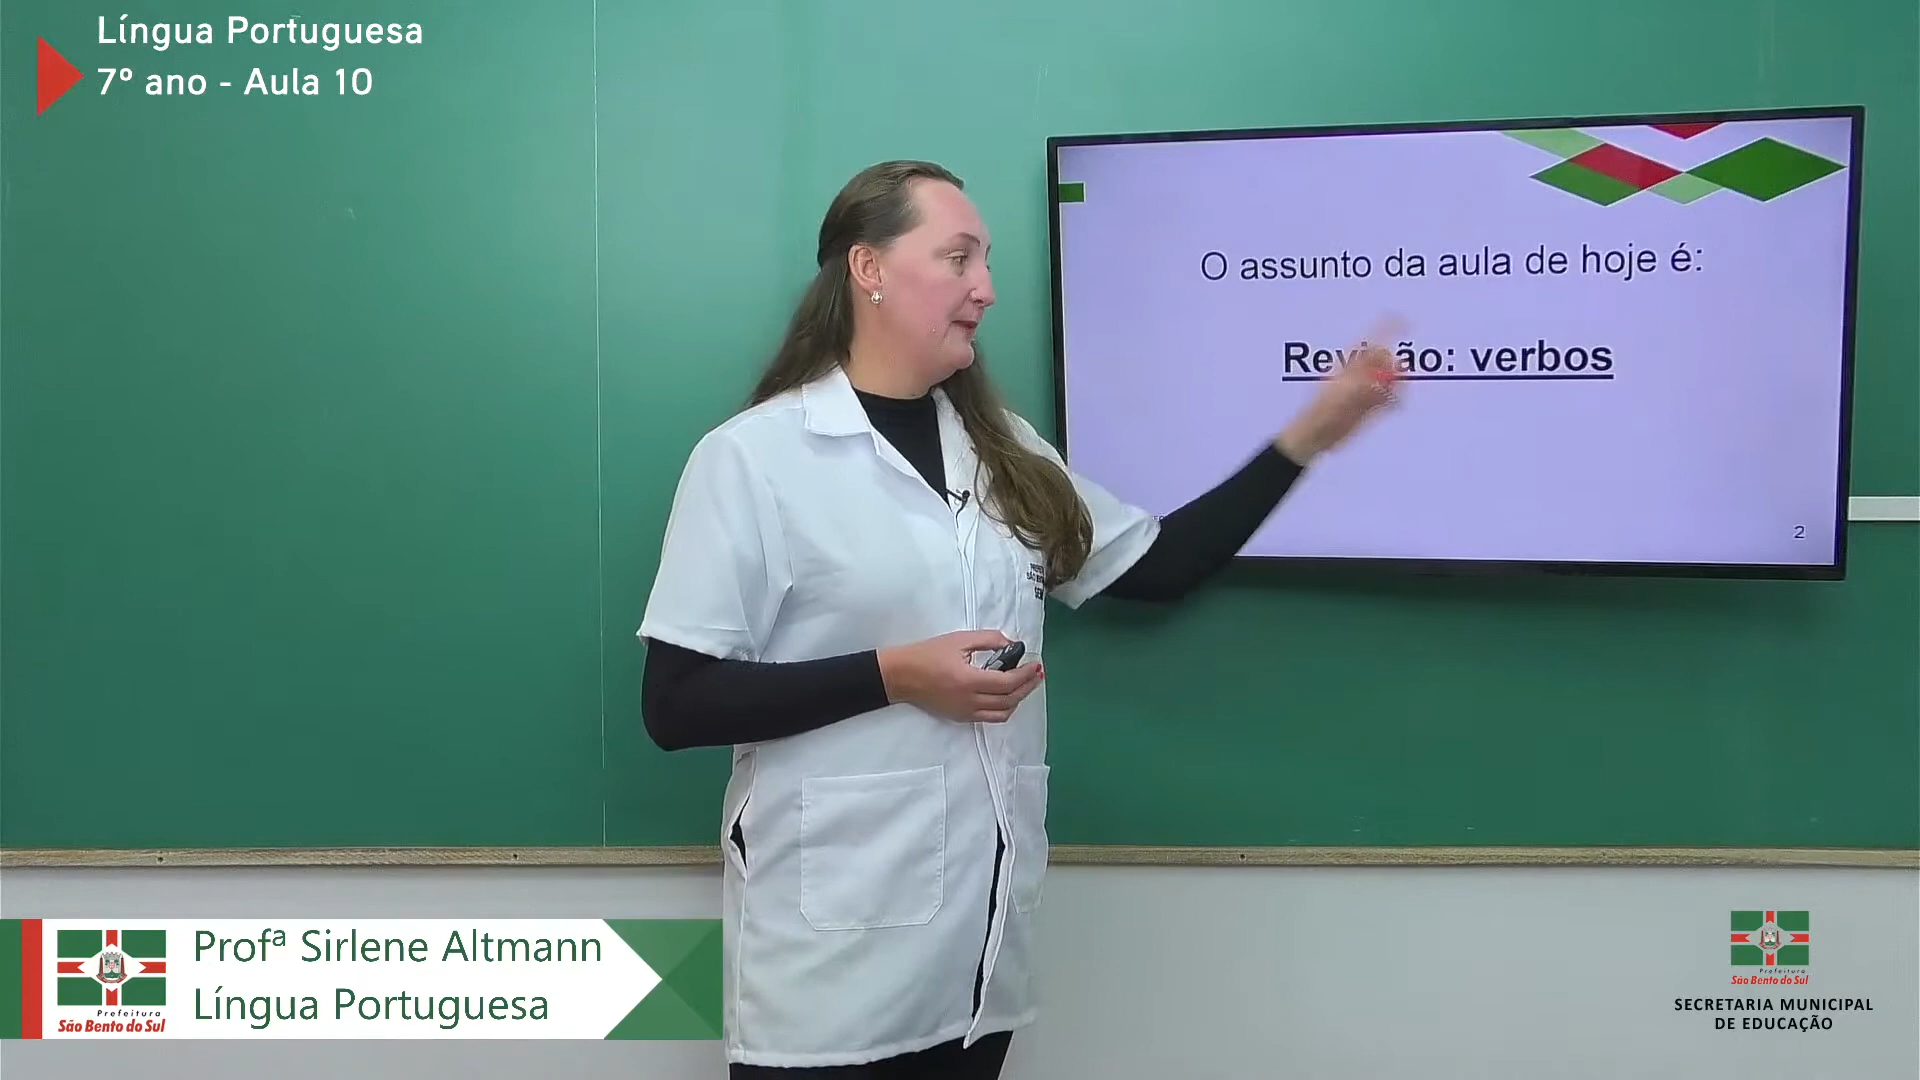 Língua Portuguesa
7º ano - Aula 10
O assunto da aula de hoje é:
Revisão: verbos
2
Profª Sirlene Altmann
Língua Portuguesa
Prefeitura
São Bento do Sul
Prefeitura
São Bento do Sul
SECRETARIA MUNICIPAL
DE EDUCAÇÃO